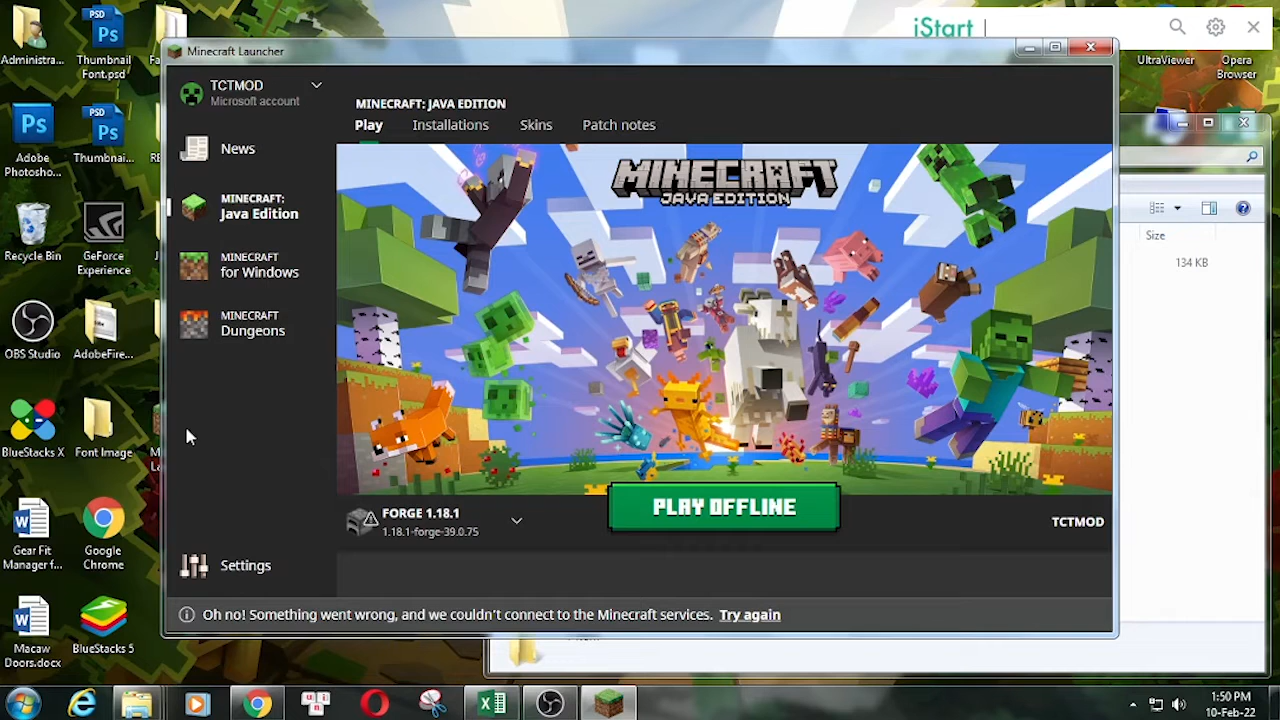 iStart
Administra...
Thumbnail
Font.psd
Fa
UltraViewer
Opera
Browser
Minecraft Launcher
TCTMOD
Microsoft account
MINECRAFT: JAVA EDITION
Play
Installations
Skins
Patch notes
News
MINECRAFT:
Java Edition
MINECRAFT
for Windows
MINECRAFT
Dungeons
Settings
MINECRAFT
JAVA EDITION
FORGE 1.18.1
1.18.1-forge-39.0.75
PLAY OFFLINE
TCTMOD
Oh no! Something went wrong, and we couldn't connect to the Minecraft services. Try again
Size
134 KB
PSD
Ps
Ps
PSD
Ps
Adobe
Photosho...
Thumbnai...
RE
Recycle Bin
GeForce
Experience
OBS Studio
AdobeFire...
BlueStacks X
Font Image
Gear Fit
Manager f...
Google
Chrome
Macaw
Doors.docx
BlueStacks 5
1:50 PM
10-Feb-22